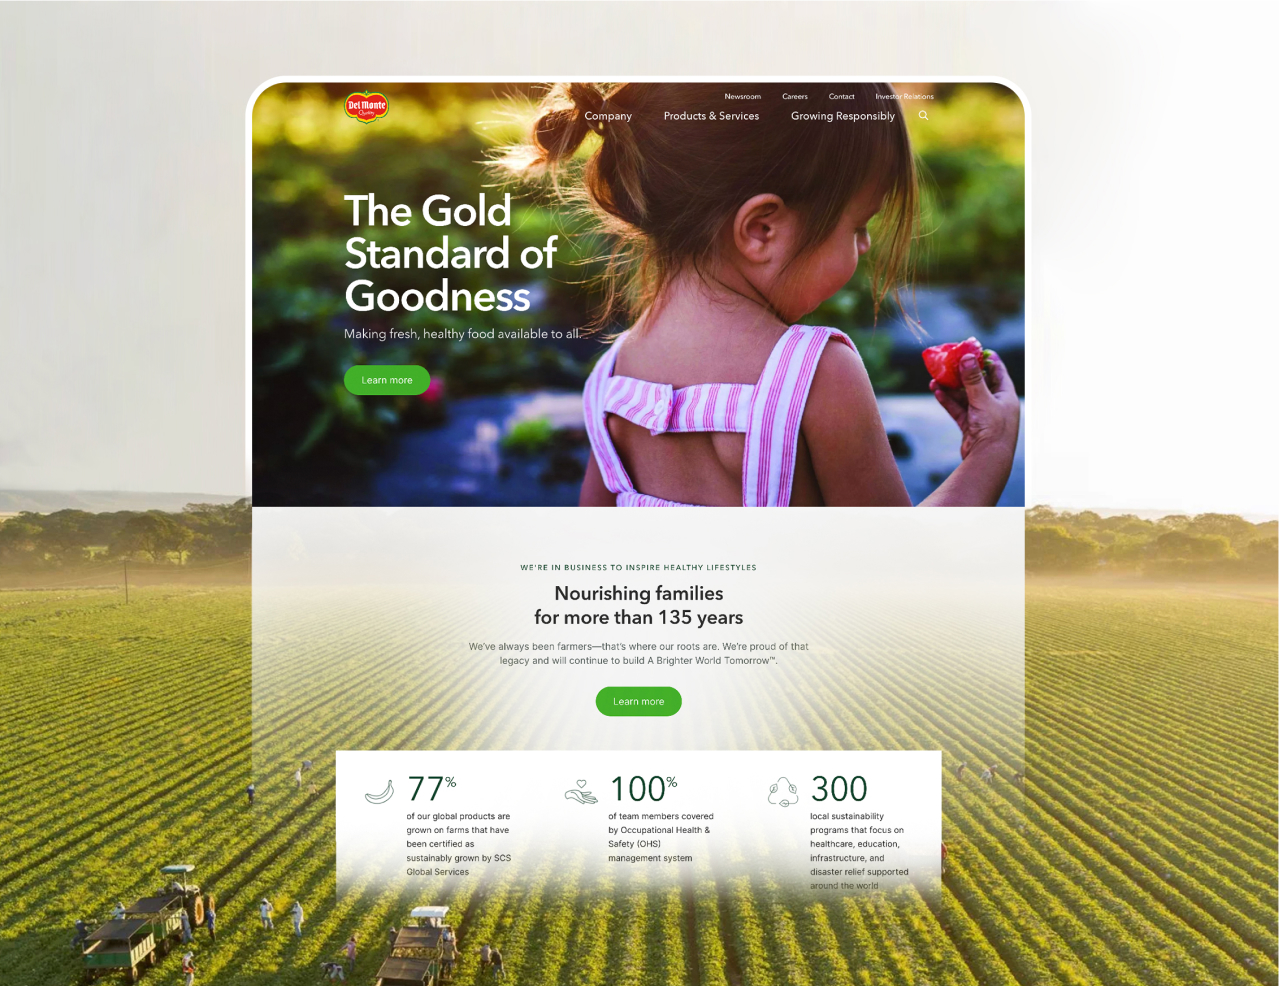 Del Monte
Quality
Newsroom Careers Contact Investor Relations
Company Products & Services Growing Responsibly
The Gold
Standard of
Goodness
Making fresh, healthy food available to all.
Learn more
WE'RE IN BUSINESS TO INSPIRE HEALTHY LIFESTYLES
Nourishing families
for more than 135 years
We've always been farmers—that's where our roots are. We're proud of that
legacy and will continue to build A Brighter World Tomorrow™.
Learn more
77%
of our global products are
grown on farms that have
been certified as
sustainably grown by SCS
Global Services
100%
of team members covered
by Occupational Health &
Safety (OHS)
management system
300
local sustainability
programs that focus on
healthcare, education,
infrastructure, and
disaster relief supported
around the world